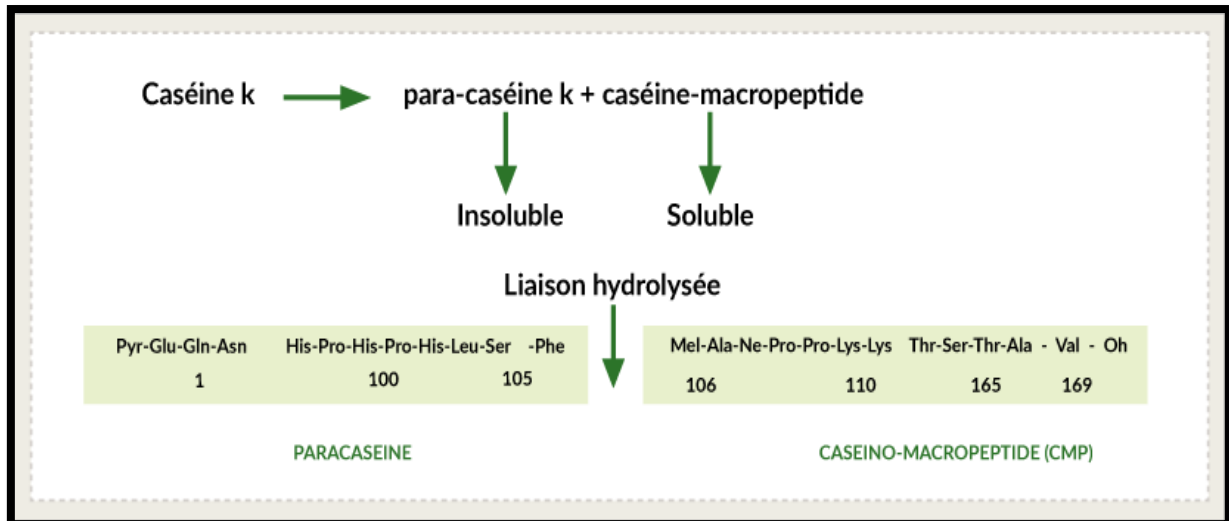 Caséine k para-caséine k + caséine-macropeptide
Insoluble Soluble
Liaison hydrolysée
Pyr-Glu-Gln-Asn His-Pro-His-Pro-His-Leu-Ser -Phe Mel-Ala-Ne-Pro-Pro-Lys-Lys Thr-Ser-Thr-Ala - Val - Oh
1 100 105 106 110 165 169
PARACASEINE CASEINO-MACROPEPTIDE (CMP)